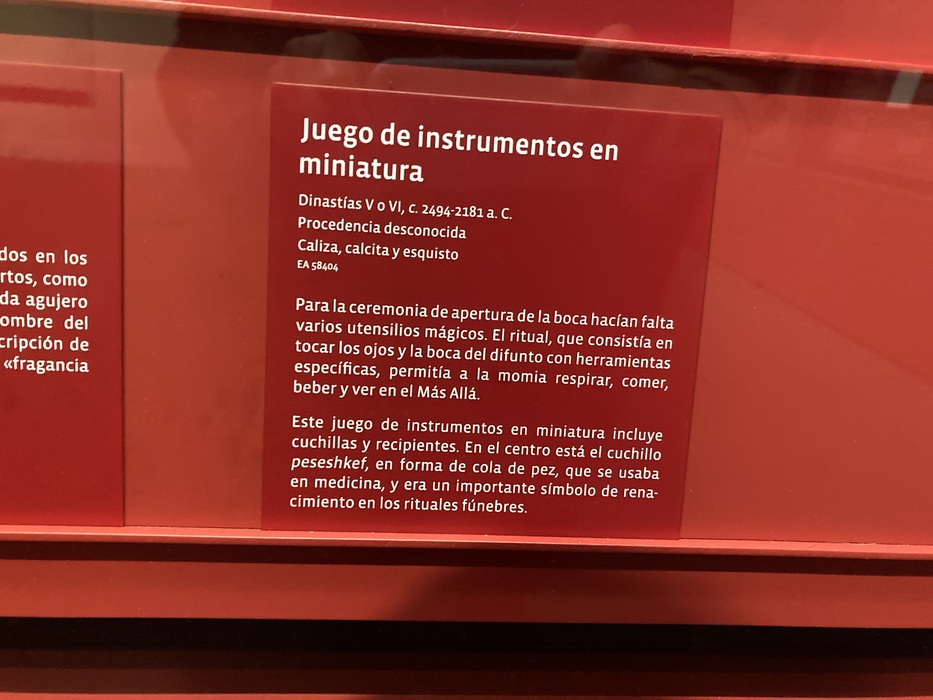 dos en los
rtos, como
da agujero
ombre del
cripción de
«fragancia
Juego de instrumentos en
miniatura
Dinastías V o VI, c. 2494-2181 a. C.
Procedencia desconocida
Caliza, calcita y esquisto
EA 58404
Para la ceremonia de apertura de la boca hacían falta
varios utensilios mágicos. El ritual, que consistía en
tocar los ojos y la boca del difunto con herramientas
específicas, permitía a la momia respirar, comer,
beber y ver en el Más Allá.
Este juego de instrumentos en miniatura incluye
cuchillas y recipientes. En el centro está el cuchillo
peseshkef, en forma de cola de pez, que se usaba
en medicina, y era un importante símbolo de rena-
cimiento en los rituales fúnebres.